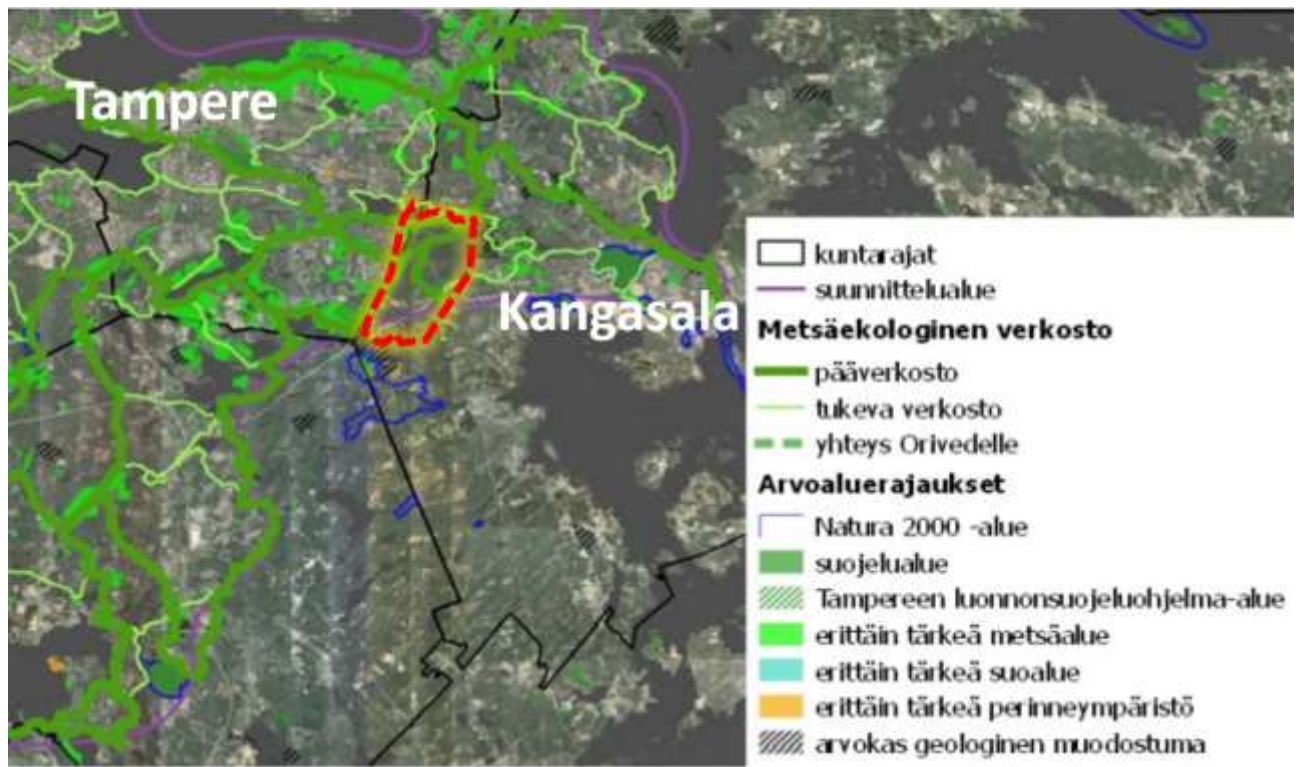 Tampere
Kangasala
kuntarajat
suunnittelualue
Metsäekologinen verkosto
pääverkosto
tukeva verkosto
yhteys Orivedelle
Arvoaluerajaukset
Natura 2000 -alue
suojelualue
Tampereen luonnonsuojeluohjelma-alue
erittäin tärkeä metsäalue
erittäin tärkeä suoalue
erittäin tärkeä perinneympäristö
arvokas geologinen muodostuma